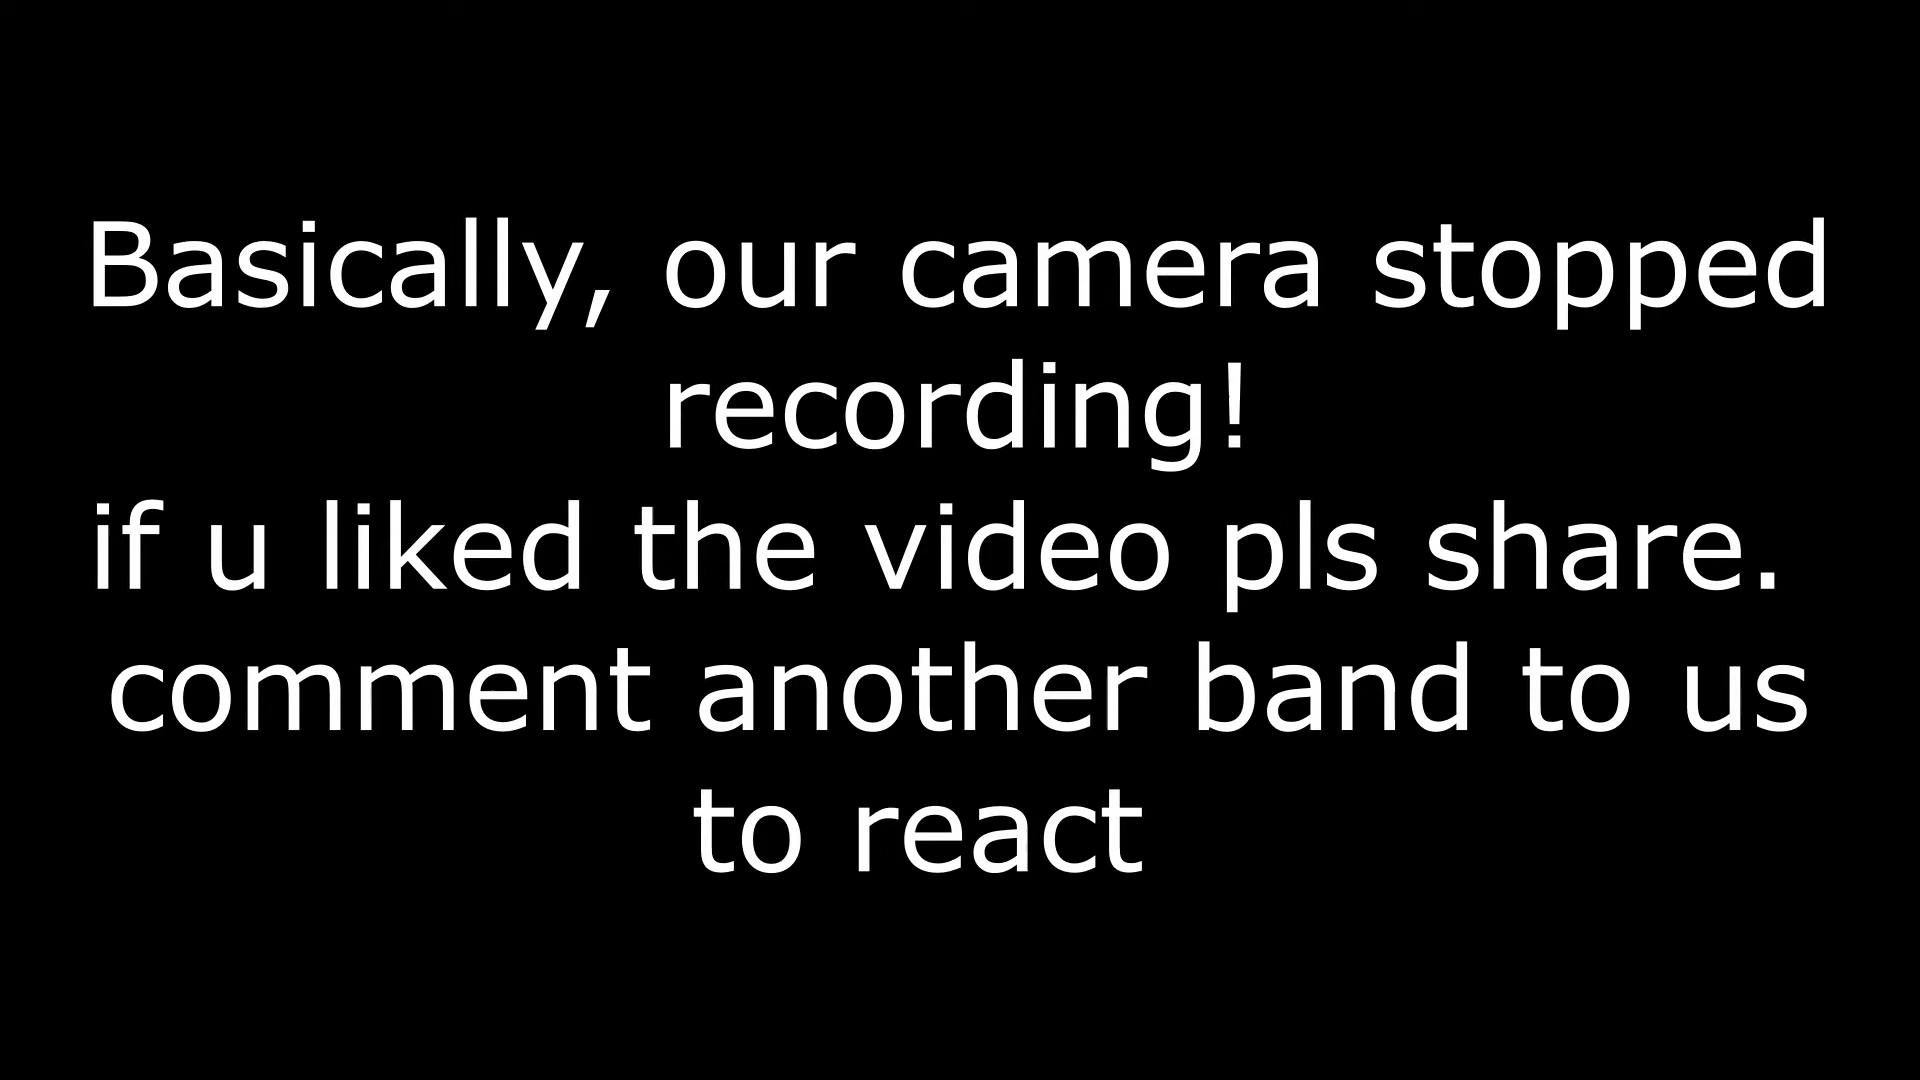 Basically, our camera stopped
recording!
if u liked the video pls share.
comment another band to us
to react